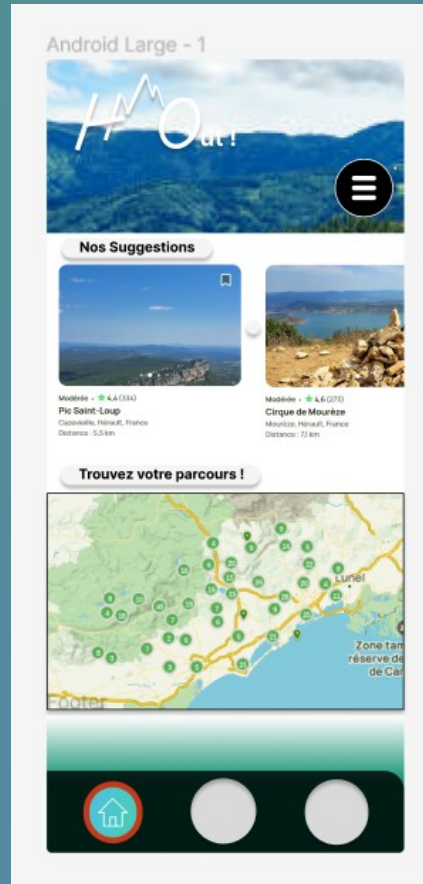 Android Large - 1
H Out !
Nos Suggestions
Modérée · ★ 4,4 (334)
Pic Saint-Loup
Cazevieille, Hérault, France
Distance : 5,5 km
Modérée · ★ 4,6 (273)
Cirque de Mourèze
Mourèze, Hérault, France
Distance : 7,1 km
Trouvez votre parcours !
Lunel
Zone tam
réserve de
de Car
Footer